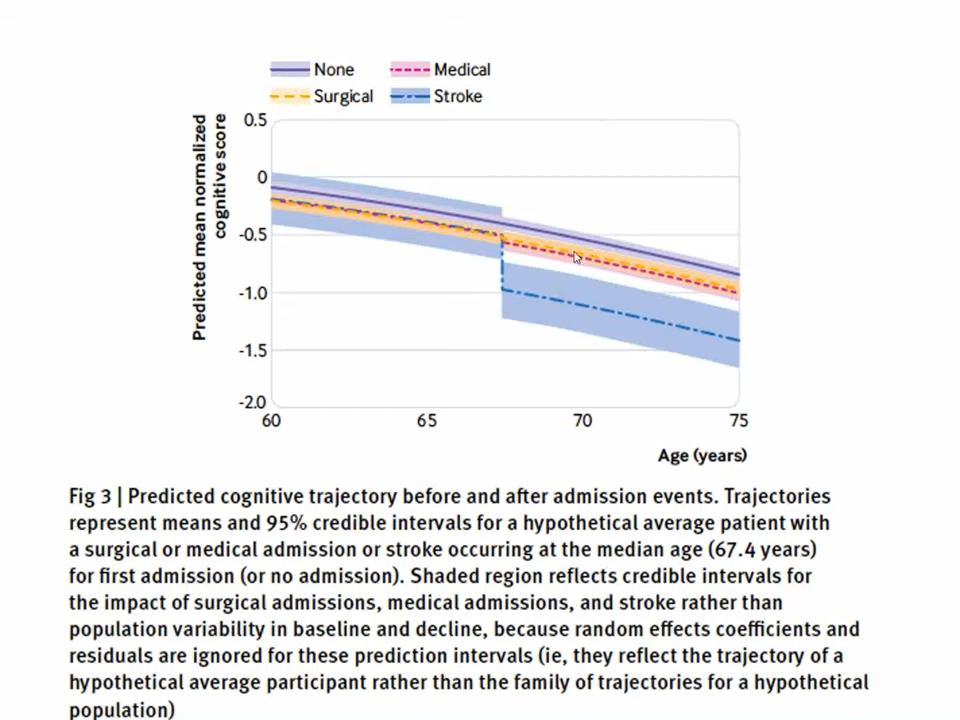 None
Medical
Surgical
Stroke
Predicted mean normalized
cognitive score
0.5
0
-0.5
-1.0
-1.5
-2.0
60
65
70
75
Age (years)
Fig 3 | Predicted cognitive trajectory before and after admission events. Trajectories
represent means and 95% credible intervals for a hypothetical average patient with
a surgical or medical admission or stroke occurring at the median age (67.4 years)
for first admission (or no admission). Shaded region reflects credible intervals for
the impact of surgical admissions, medical admissions, and stroke rather than
population variability in baseline and decline, because random effects coefficients and
residuals are ignored for these prediction intervals (ie, they reflect the trajectory of a
hypothetical average participant rather than the family of trajectories for a hypothetical
population)